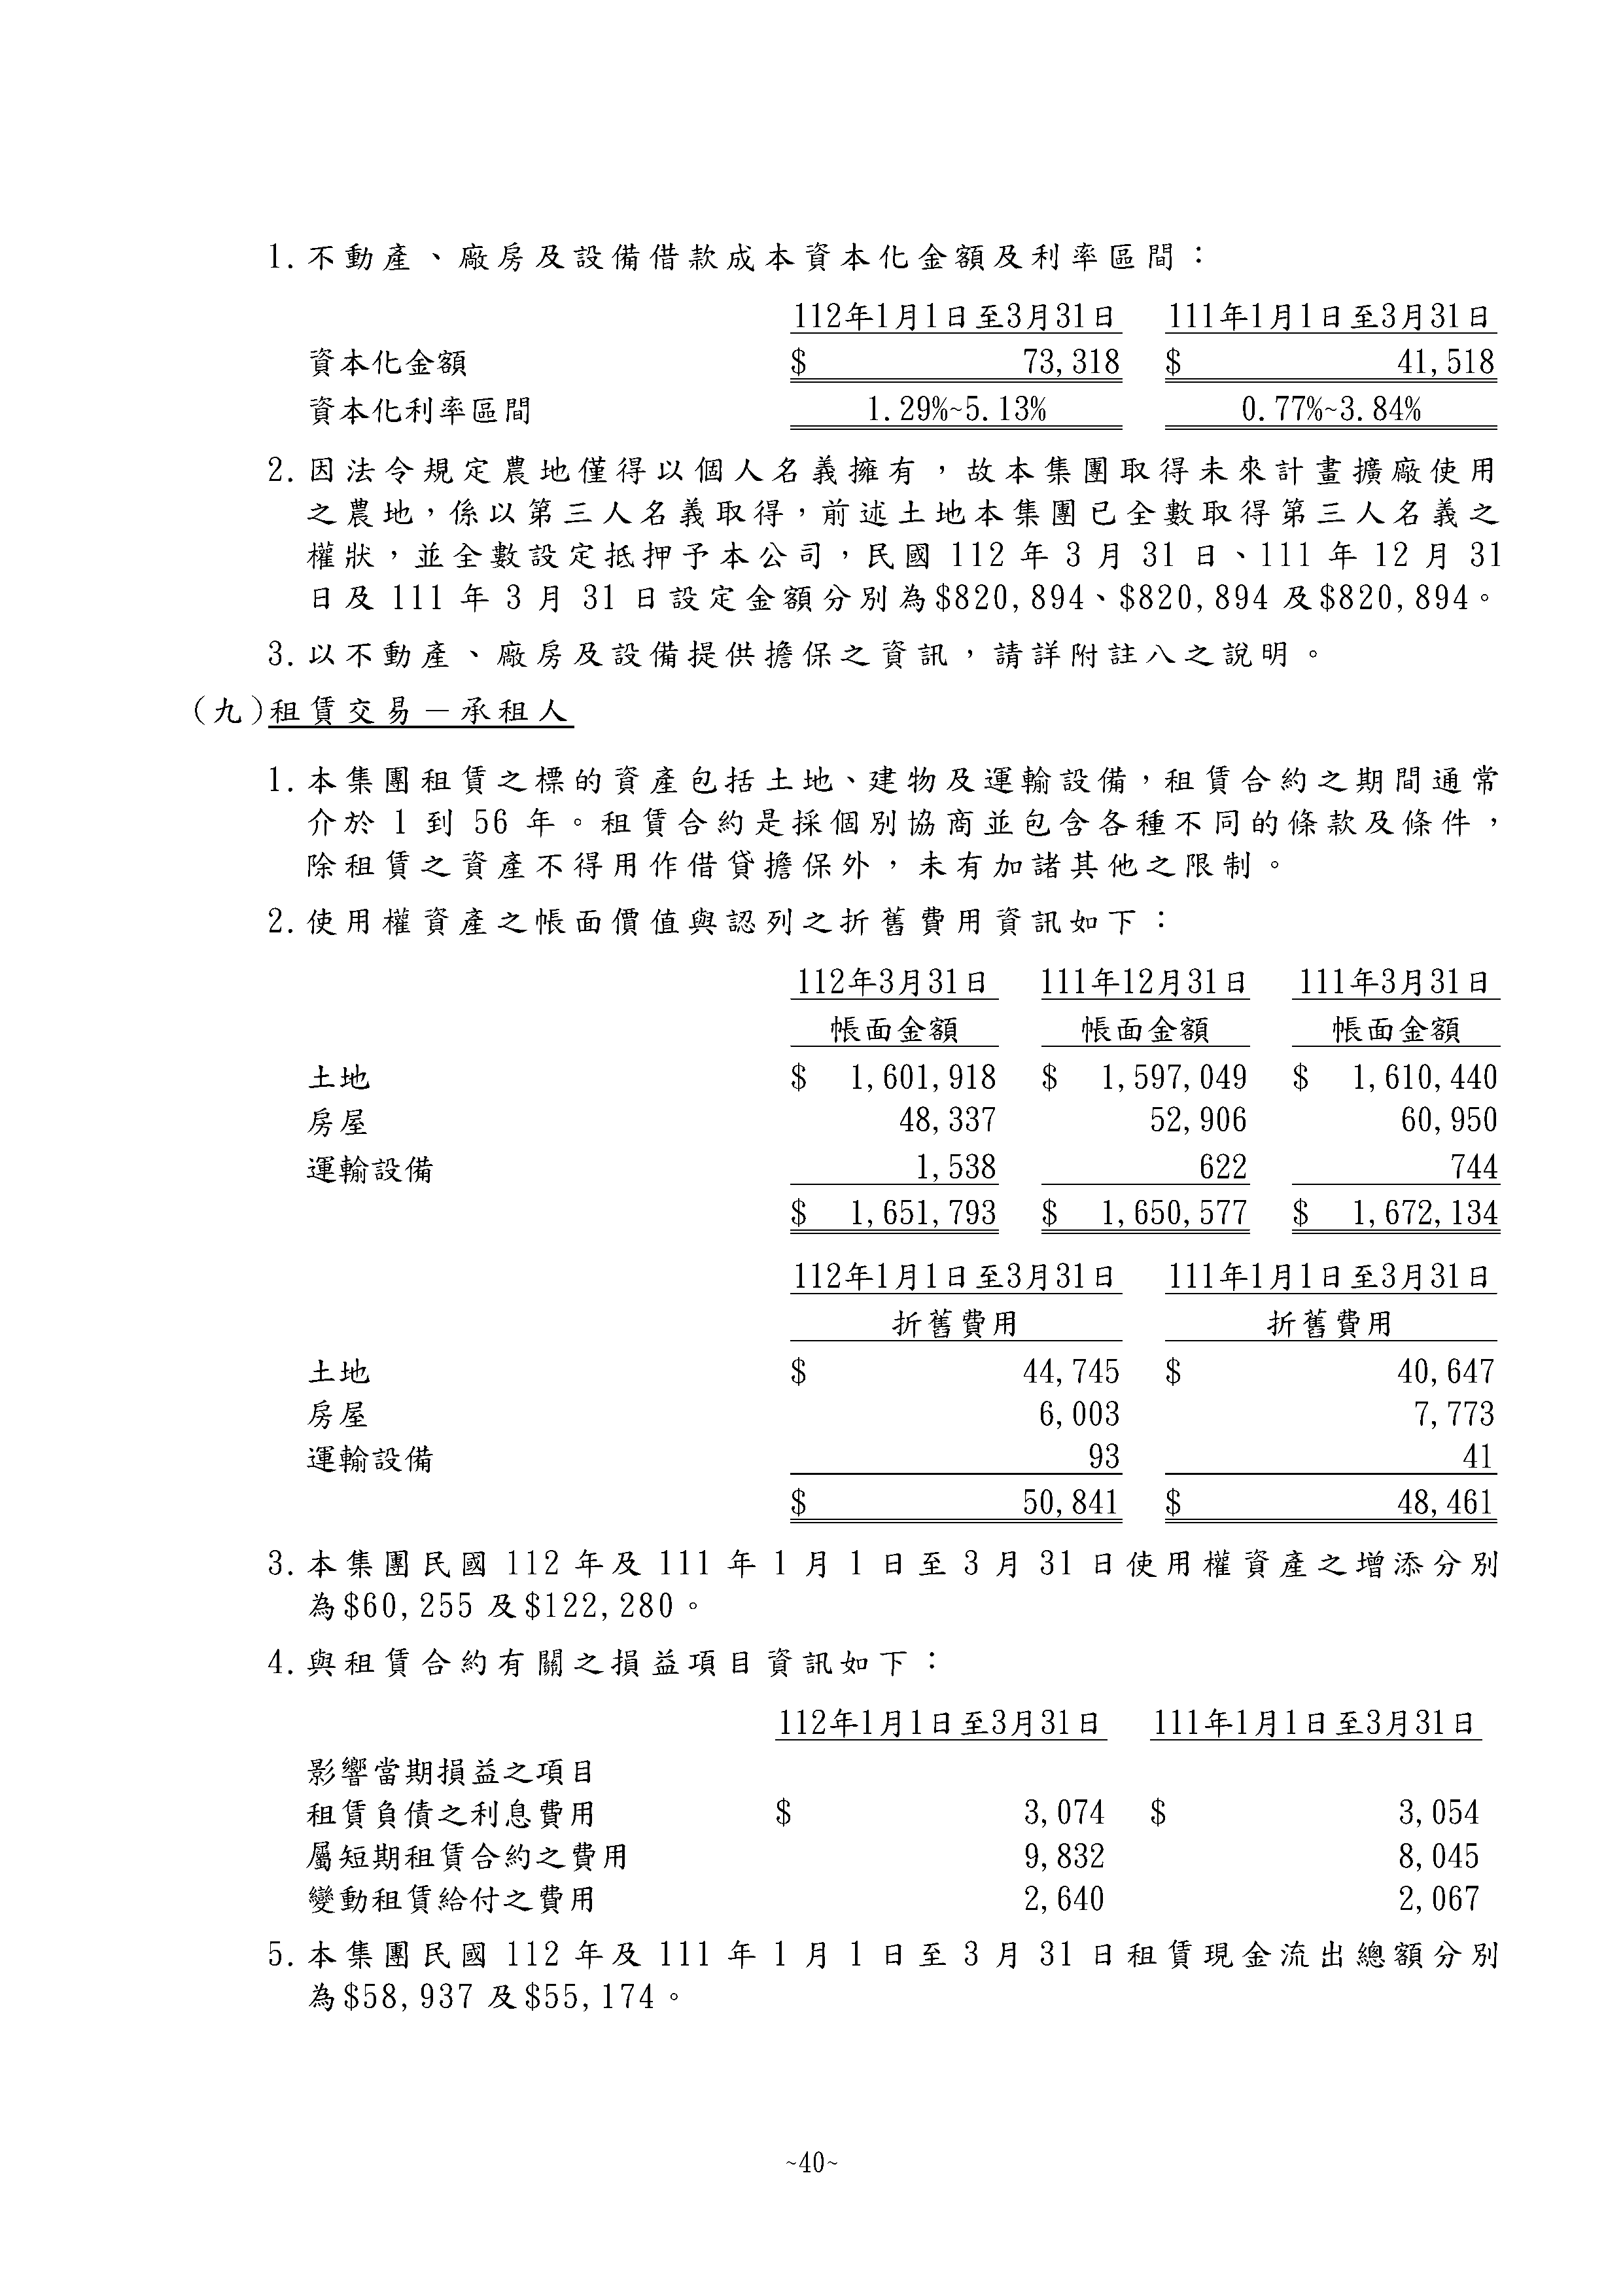 1.不動產、廠房及設備借款成本資本化金額及利率區間：
112年1月1日至3月31日 111年1月1日至3月31日
資本化金額 $ 73,318 $ 41,518
資本化利率區間 1.29%~5.13% 0.77%~3.84%
2.因法令規定農地僅得以個人名義擁有，故本集團取得未來計畫擴廠使用
之農地，係以第三人名義取得，前述土地本集團已全數取得第三人名義之
權狀，並全數設定抵押予本公司，民國 112 年 3 月 31 日、111 年 12 月 31
日及 111 年 3 月 31 日設定金額分別為$820,894、$820,894 及$820,894。
3.以不動產、廠房及設備提供擔保之資訊，請詳附註八之說明。
(九)租賃交易－承租人
1.本集團租賃之標的資產包括土地、建物及運輸設備，租賃合約之期間通常
介於 1 到 56 年。租賃合約是採個別協商並包含各種不同的條款及條件，
除租賃之資產不得用作借貸擔保外，未有加諸其他之限制。
2.使用權資產之帳面價值與認列之折舊費用資訊如下：
112年3月31日 111年12月31日 111年3月31日
帳面金額 帳面金額 帳面金額
土地 $ 1,601,918 $ 1,597,049 $ 1,610,440
房屋 48,337 52,906 60,950
運輸設備 1,538 622 744
$ 1,651,793 $ 1,650,577 $ 1,672,134
112年1月1日至3月31日 111年1月1日至3月31日
折舊費用 折舊費用
土地 $ 44,745 $ 40,647
房屋 6,003 7,773
運輸設備 93 41
$ 50,841 $ 48,461
3.本集團民國 112 年及 111 年 1 月 1 日至 3 月 31 日使用權資產之增添分別
為$60,255 及$122,280。
4.與租賃合約有關之損益項目資訊如下：
112年1月1日至3月31日 111年1月1日至3月31日
影響當期損益之項目
租賃負債之利息費用 $ 3,074 $ 3,054
屬短期租賃合約之費用 9,832 8,045
變動租賃給付之費用 2,640 2,067
5.本集團民國 112 年及 111 年 1 月 1 日至 3 月 31 日租賃現金流出總額分別
為$58,937 及$55,174。
~40~